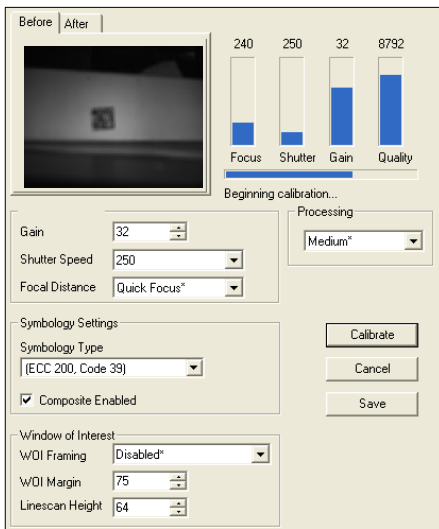 Before After
240 250 32 8792
Focus Shutter Gain Quality
Beginning calibration...
Processing
Medium*
Gain 32
Shutter Speed 250
Focal Distance Quick Focus*
Symbology Settings
Symbology Type
(ECC 200, Code 39)
Composite Enabled
Calibrate
Cancel
Save
Window of Interest
WOI Framing Disabled*
WOI Margin 75
Linescan Height 64